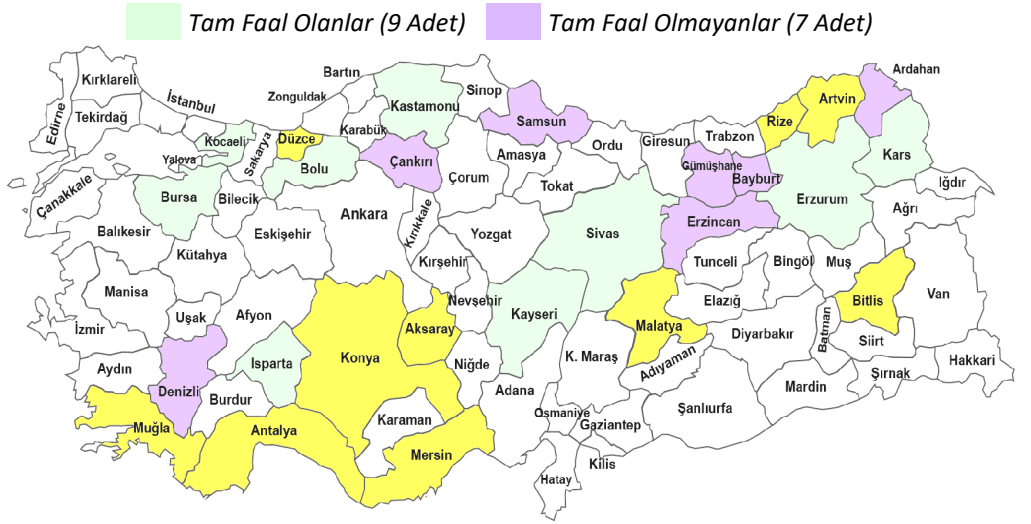 Tam Faal Olanlar (9 Adet) Tam Faal Olmayanlar (7 Adet)
Ardahan
Bartın
Kırklareli
Sinop
Zonguldak
İstanbul
Artvin
Kastamonu
Edirne
Tekirdağ
Samsun
Rize
Karabük
Trabzon
Düzce
Giresun
Kocaeli
Sakarya
Ordu
Kars
Yalova
Amasya
Çankırı
Gümüşhane
Bolu
Çorum
Bayburt
Iğdır
Çanakkale
Tokat
Bursa
Bilecik
Erzurum
Ağrı
Ankara
Kırıkkale
Erzincan
Balıkesir
Eskişehir
Yozgat
Sivas
Kütahya
Kırşehir
Tunceli
Bingöl
Muş
Manisa
Van
Nevşehir
Elazığ
Bitlis
Uşak
Afyon
Kayseri
İzmir
Aksaray
Malatya
Batman
Diyarbakır
Siirt
Konya
K. Maraş
Hakkari
Isparta
Niğde
Adıyaman
Aydın
Şırnak
Mardin
Denizli
Adana
Burdur
Şanlıurfa
Osmaniye
Karaman
Gaziantep
Muğla
Antalya
Mersin
Kilis
Hatay